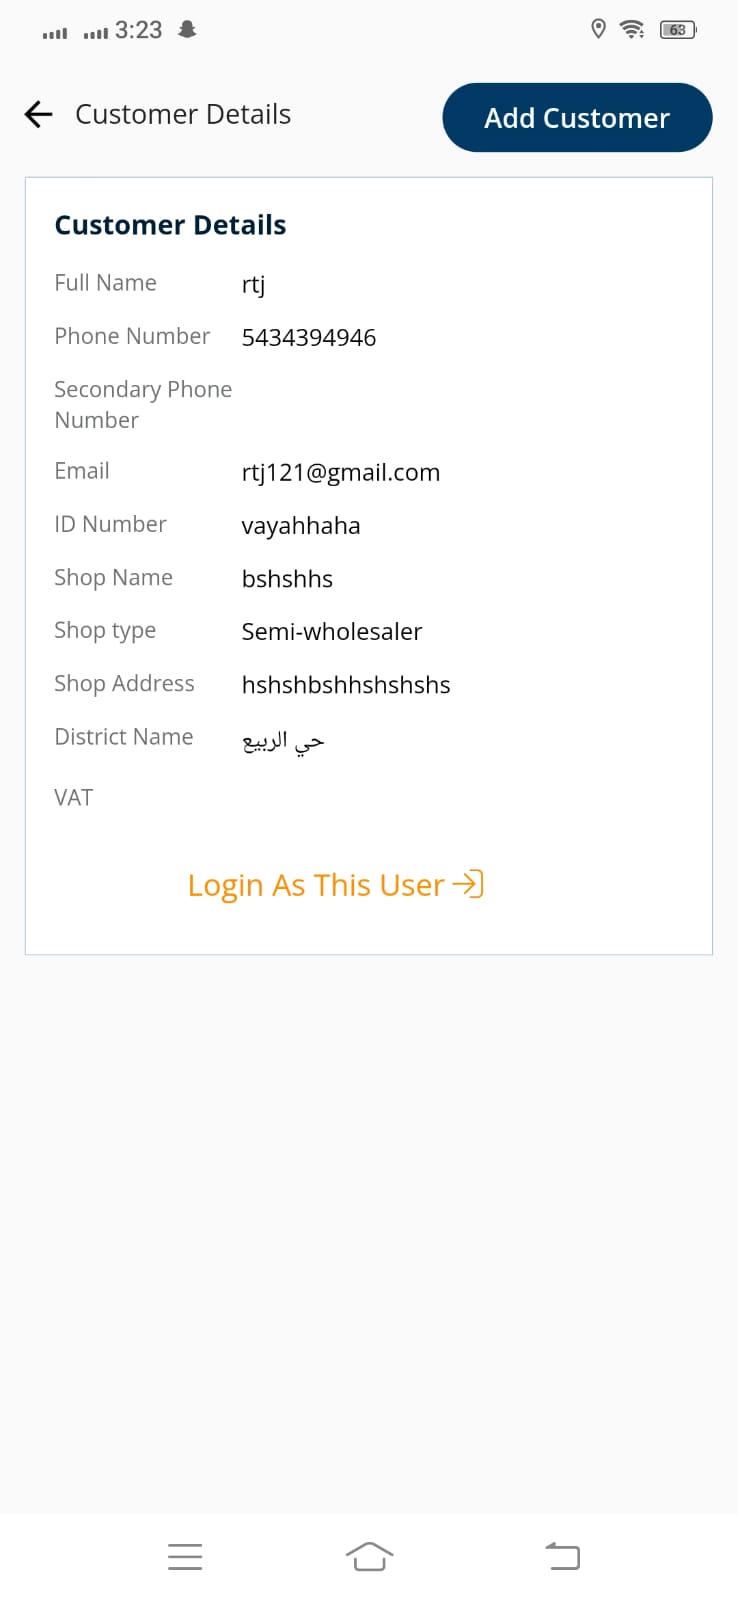 3:23
63
Customer Details
Add Customer
Customer Details
Full Name rtj
Phone Number 5434394946
Secondary Phone
Number
Email rtj121@gmail.com
ID Number vayahhaha
Shop Name bshshhs
Shop type Semi-wholesaler
Shop Address hshshbshhshshshs
District Name حي الربيع
VAT
Login As This User